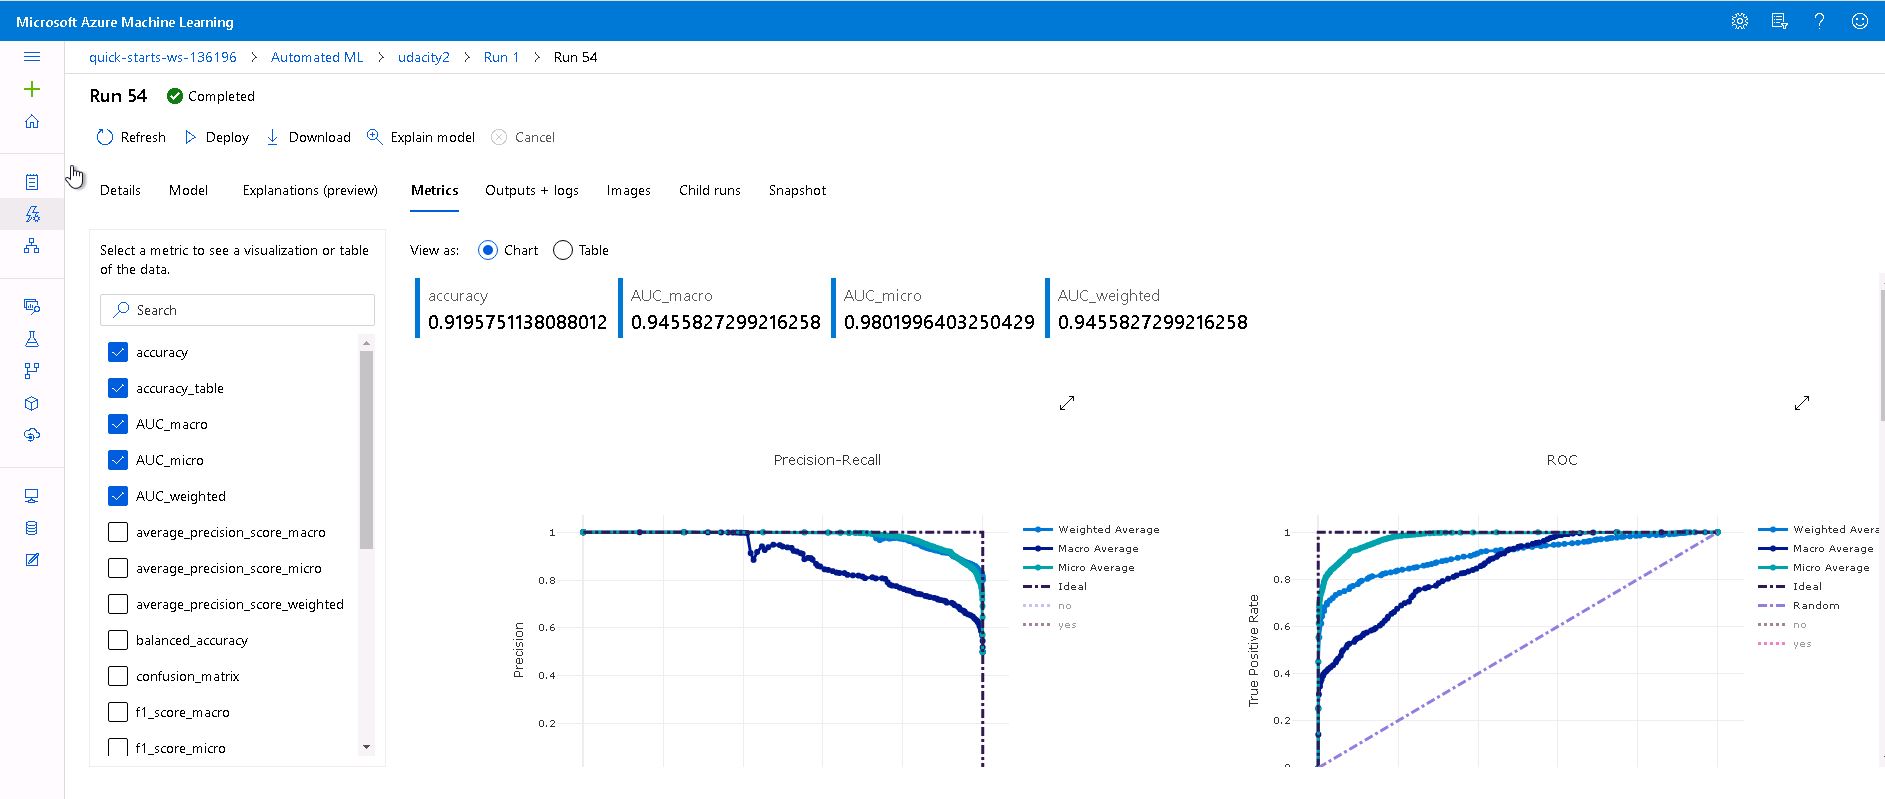 Microsoft Azure Machine Learning
quick-starts-ws-136196 > Automated ML > udacity2 > Run 1 > Run 54
Run 54 Completed
Refresh Deploy Download Explain model Cancel
Details Model Explanations (preview) Metrics Outputs + logs Images Child runs Snapshot
Select a metric to see a visualization or table
of the data.
Search
accuracy
accuracy_table
AUC_macro
AUC_micro
AUC_weighted
average_precision_score_macro
average_precision_score_micro
average_precision_score_weighted
balanced_accuracy
confusion_matrix
f1_score_macro
f1_score_micro
View as: Chart Table
accuracy AUC_macro AUC_micro AUC_weighted
0.9195751138088012 0.9455827299216258 0.9801996403250429 0.9455827299216258
Precision-Recall
Precision
1
0.8
0.6
0.4
0.2
Weighted Average
Macro Average
Micro Average
Ideal
no
yes
ROC
True Positive Rate
1
0.8
0.6
0.4
0.2
0
Weighted Avera
Macro Average
Micro Average
Ideal
Random
no
yes